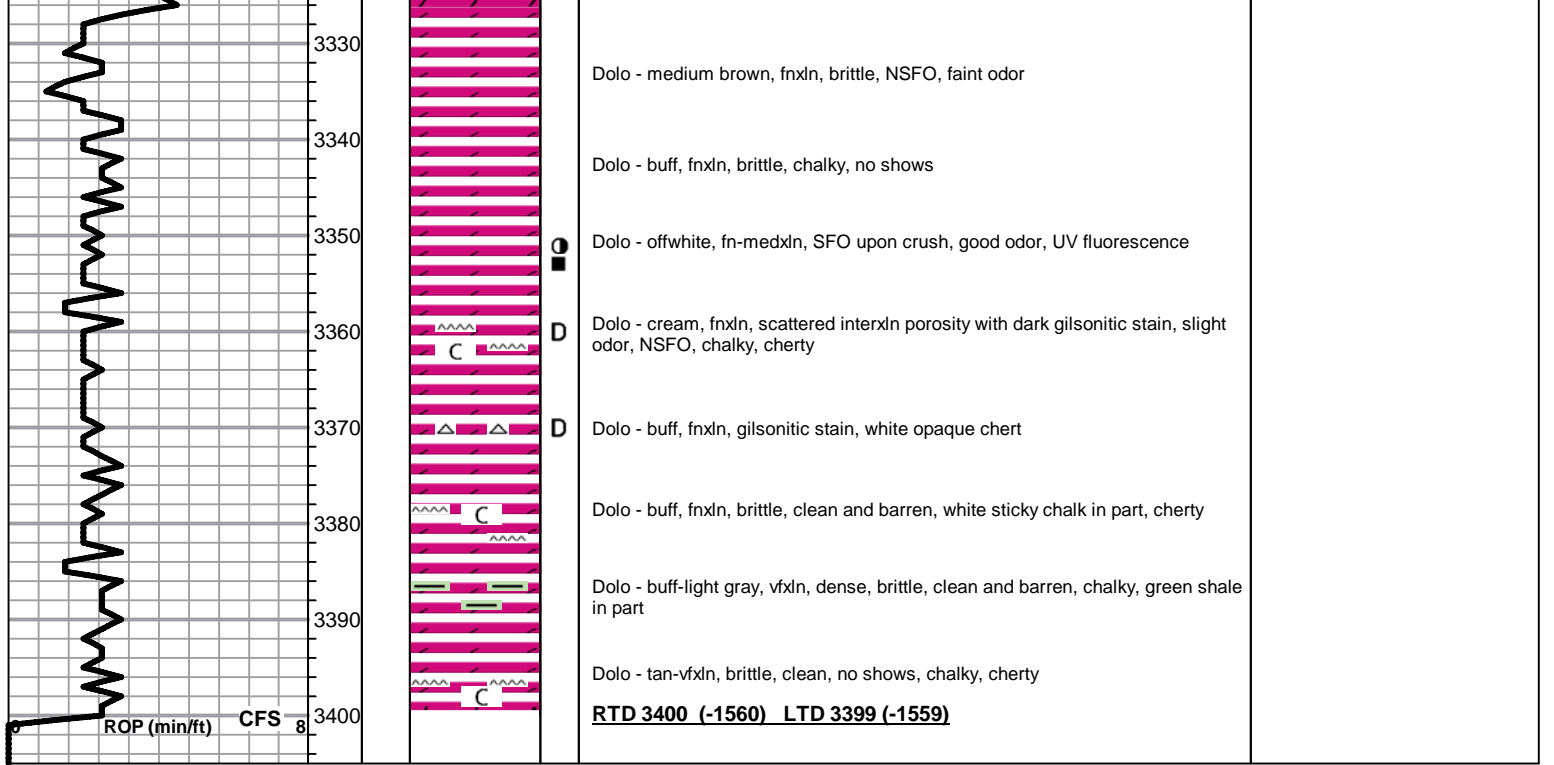 3330
Dolo - medium brown, fnxln, brittle, NSFO, faint odor
3340
Dolo - buff, fnxln, brittle, chalky, no shows
3350
Dolo - offwhite, fn-medxln, SFO upon crush, good odor, UV fluorescence
3360
D
Dolo - cream, fnxln, scattered interxln porosity with dark gilsonitic stain, slight
odor, NSFO, chalky, cherty
C
3370
D
Dolo - buff, fnxln, gilsonitic stain, white opaque chert
3380
C
Dolo - buff, fnxln, brittle, clean and barren, white sticky chalk in part, cherty
Dolo - buff-light gray, vfxln, dense, brittle, clean and barren, chalky, green shale
in part
3390
Dolo - tan-vfxln, brittle, clean, no shows, chalky, cherty
C
RTD 3400 (-1560) LTD 3399 (-1559)
0 ROP (min/ft) CFS 8 3400